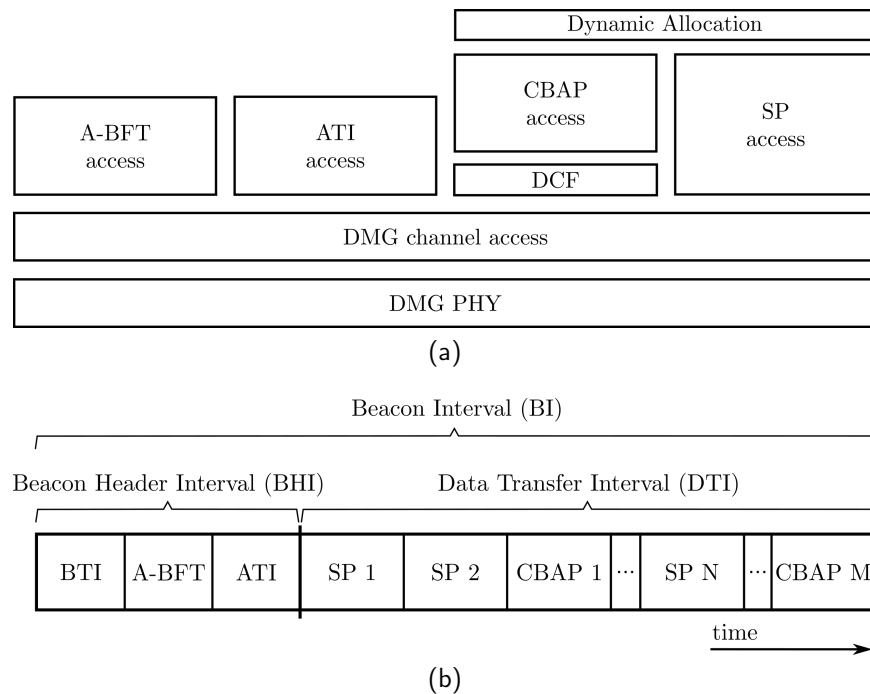 Dynamic Allocation
A-BFT
access
ATI
access
CBAP
access
DCF
SP
access
DMG channel access
DMG PHY
(a)
Beacon Interval (BI)
Beacon Header Interval (BHI)
Data Transfer Interval (DTI)
BTI A-BFT ATI SP 1 SP 2 CBAP 1 ... SP N ... CBAP M
time
(b)